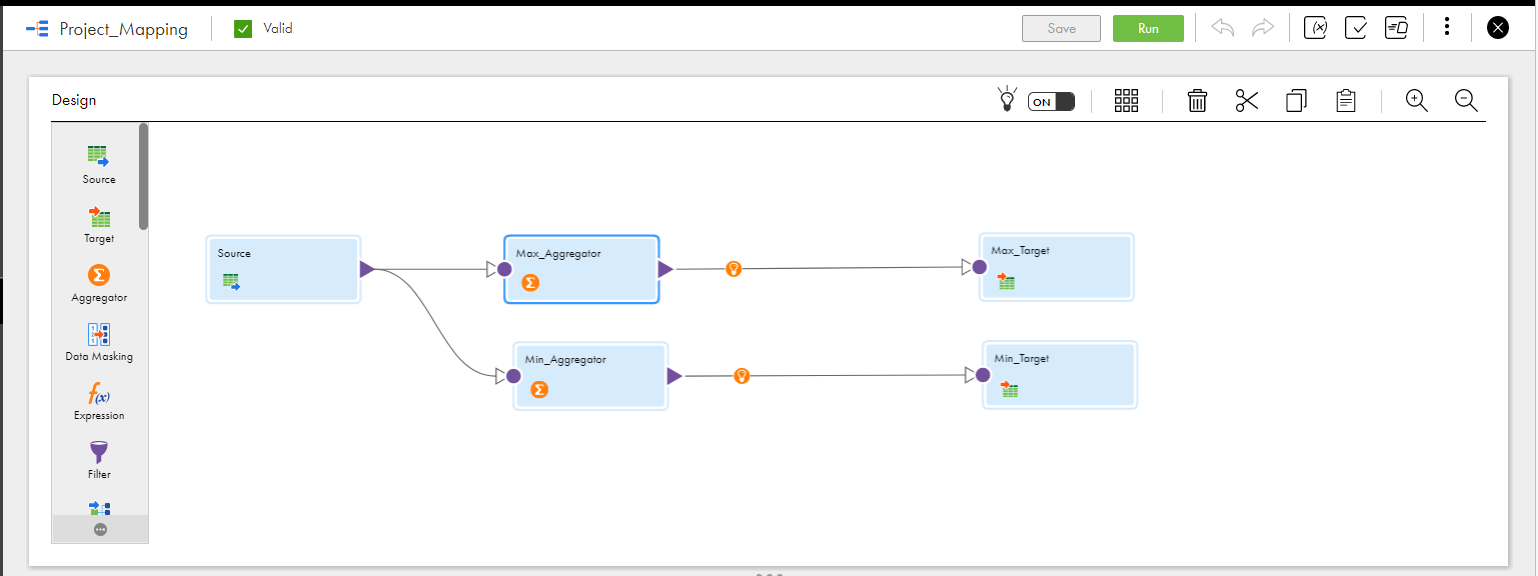 Project_Mapping
Valid
Save
Run
Design
ON
Source
Target
Aggregator
Data Masking
Expression
Filter
Source
Max_Aggregator
Max_Target
Min_Aggregator
Min_Target